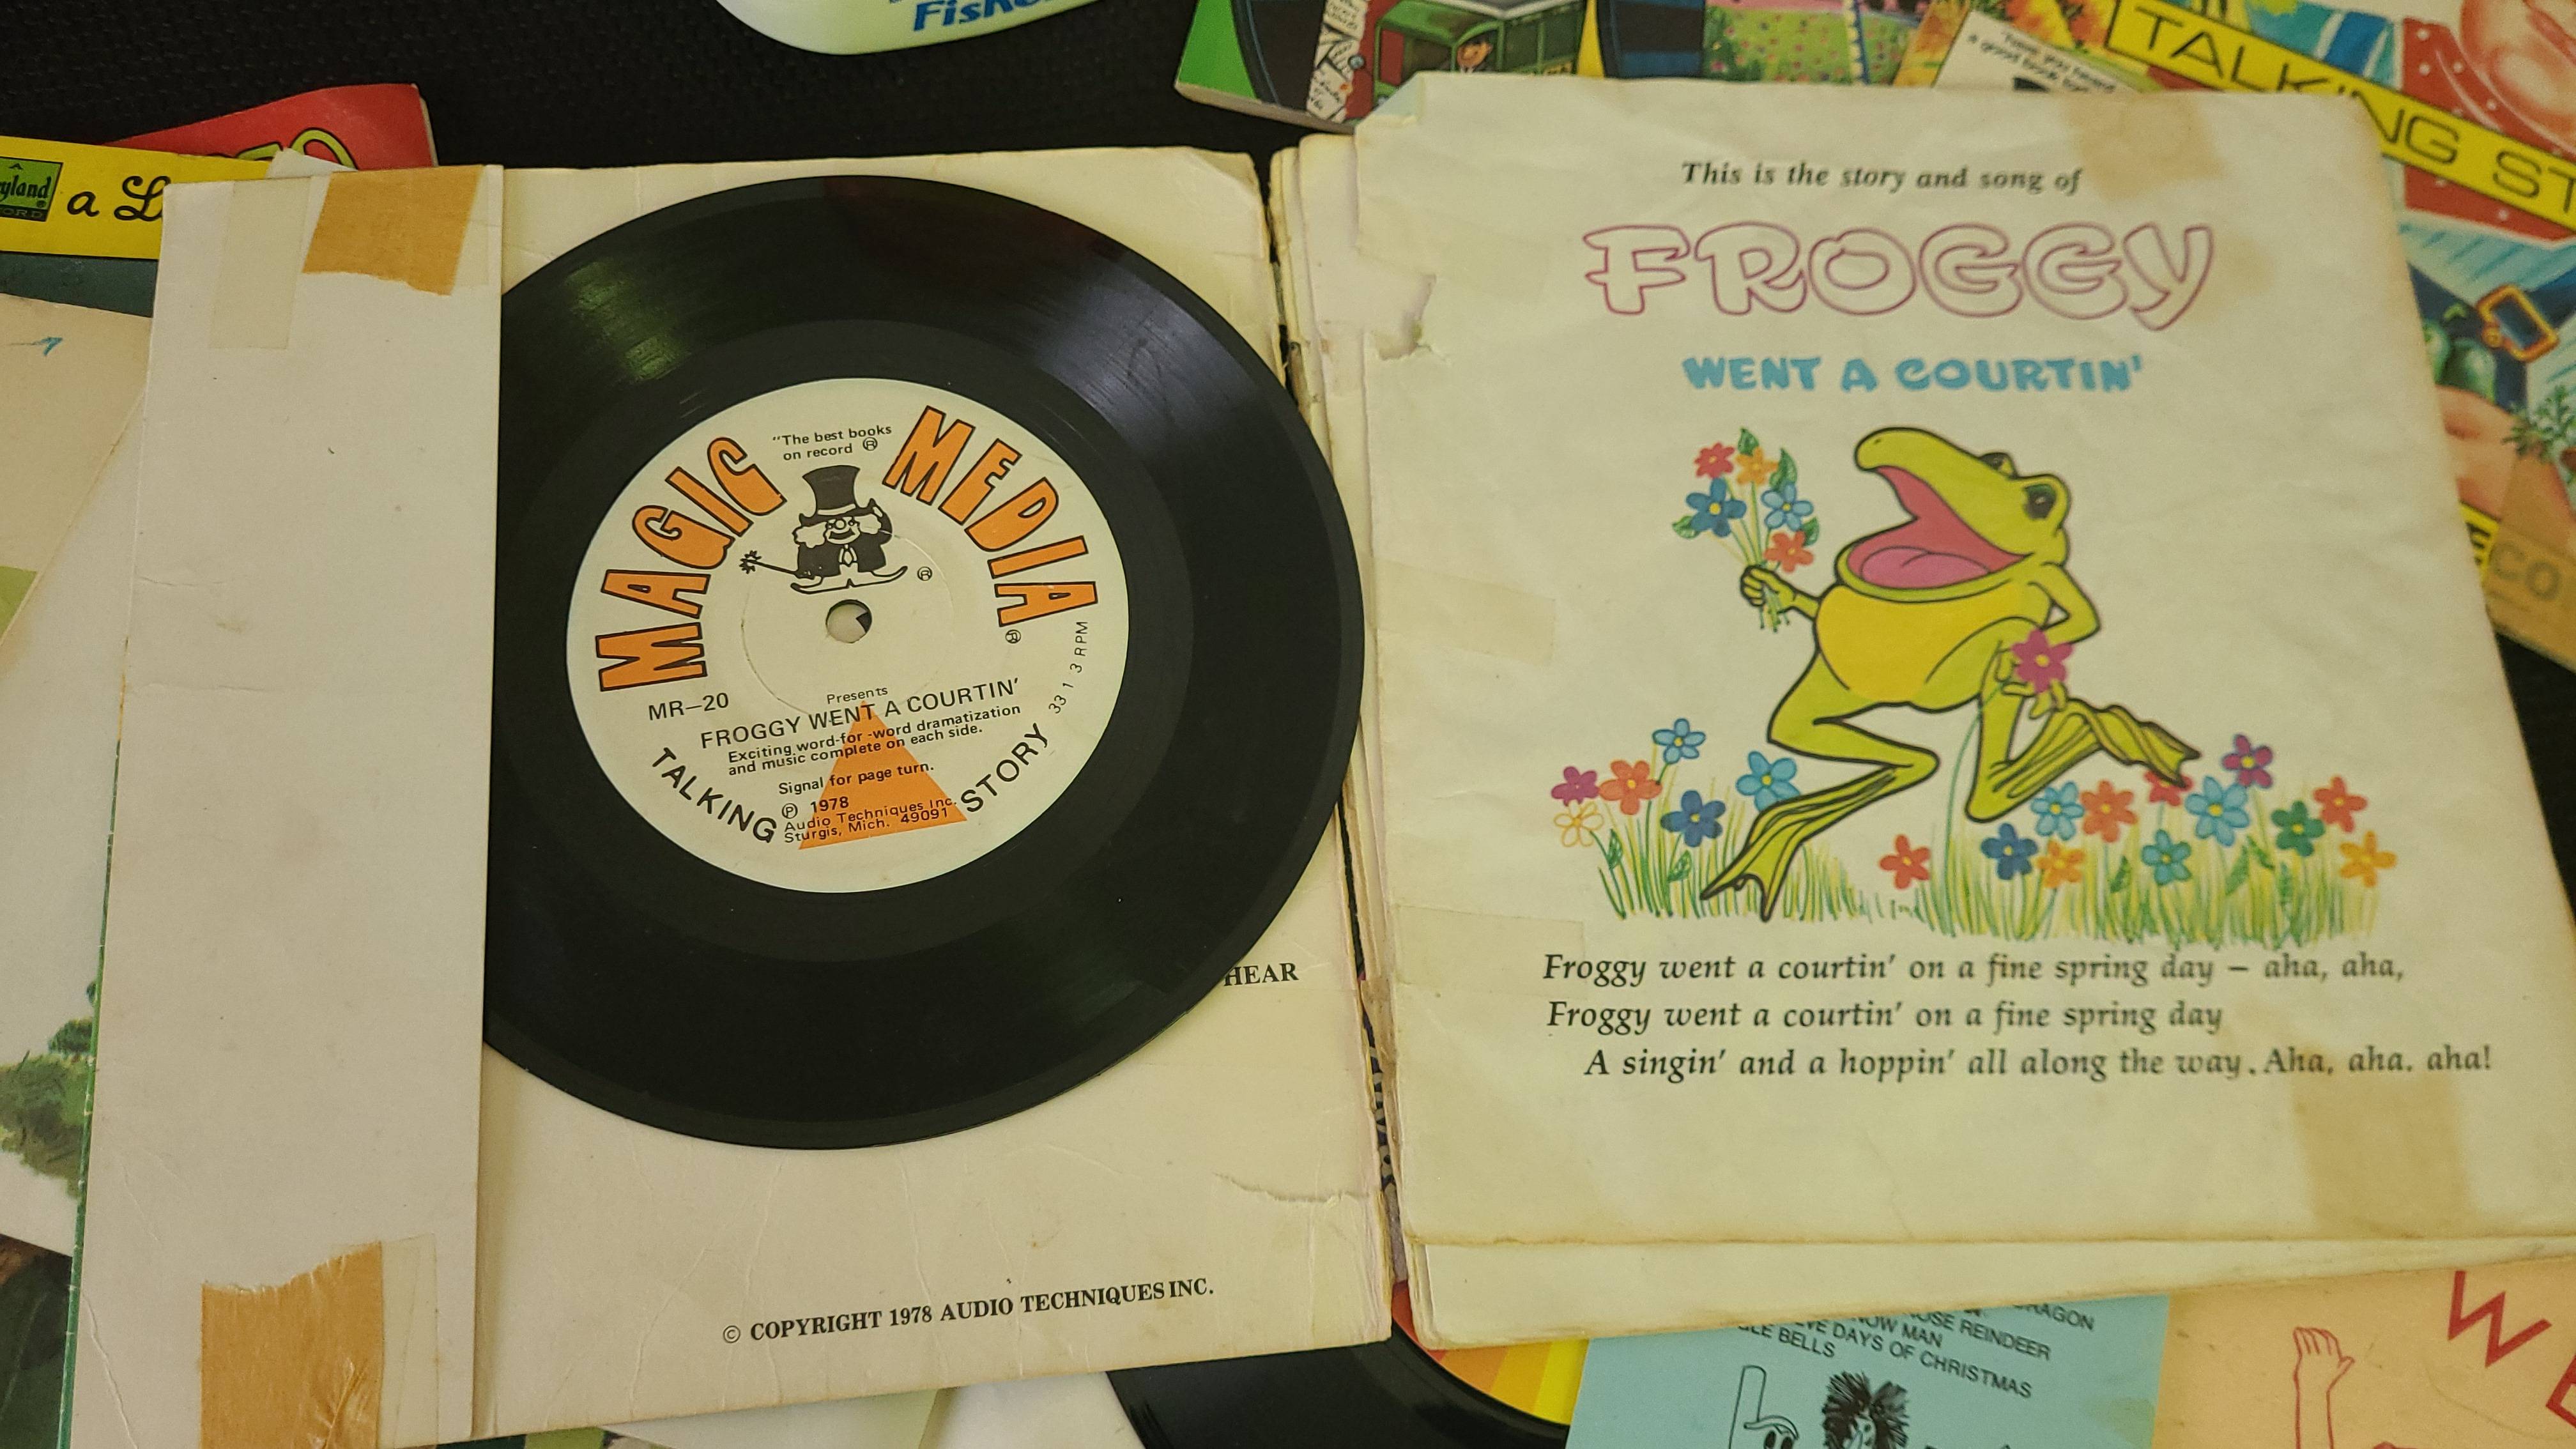 Fish
a
TALKING ST
"The best books
on record ®
MAGIC MEDIA ®
®
33 1 3 RPM
MR-20
Presents
FROGGY WENT A COURTIN'
Exciting word-for -word dramatization
and music complete on each side.
Signal for page turn.
℗ 1978
Audio Techniques Inc.
Sturgis, Mich. 49091
TALKING STORY
HEAR
© COPYRIGHT 1978 AUDIO TECHNIQUES INC.
This is the story and song of
FROGGY
WENT A COURTIN'
Froggy went a courtin' on a fine spring day – aha, aha,
Froggy went a courtin' on a fine spring day
A singin' and a hoppin' all along the way. Aha, aha. aha!
REINDEER
MAN
DAYS OF CHRISTMAS
BELLS
W